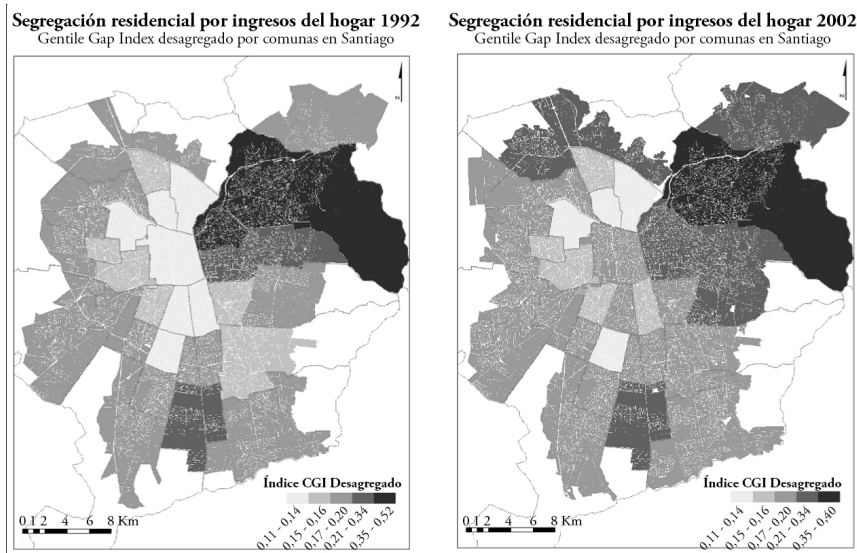 Segregación residencial por ingresos del hogar 1992
Gentile Gap Index desagregado por comunas en Santiago
N
Índice CGI Desagregado
0,11 - 0,14
0,15 - 0,16
0,17 - 0,20
0,21 - 0,34
0,35 - 0,52
0 1 2 4 6 8 Km
Segregación residencial por ingresos del hogar 2002
Gentile Gap Index desagregado por comunas en Santiago
N
Índice CGI Desagregado
0,11 - 0,14
0,15 - 0,16
0,17 - 0,20
0,21 - 0,34
0,35 - 0,40
0 1 2 4 6 8 Km